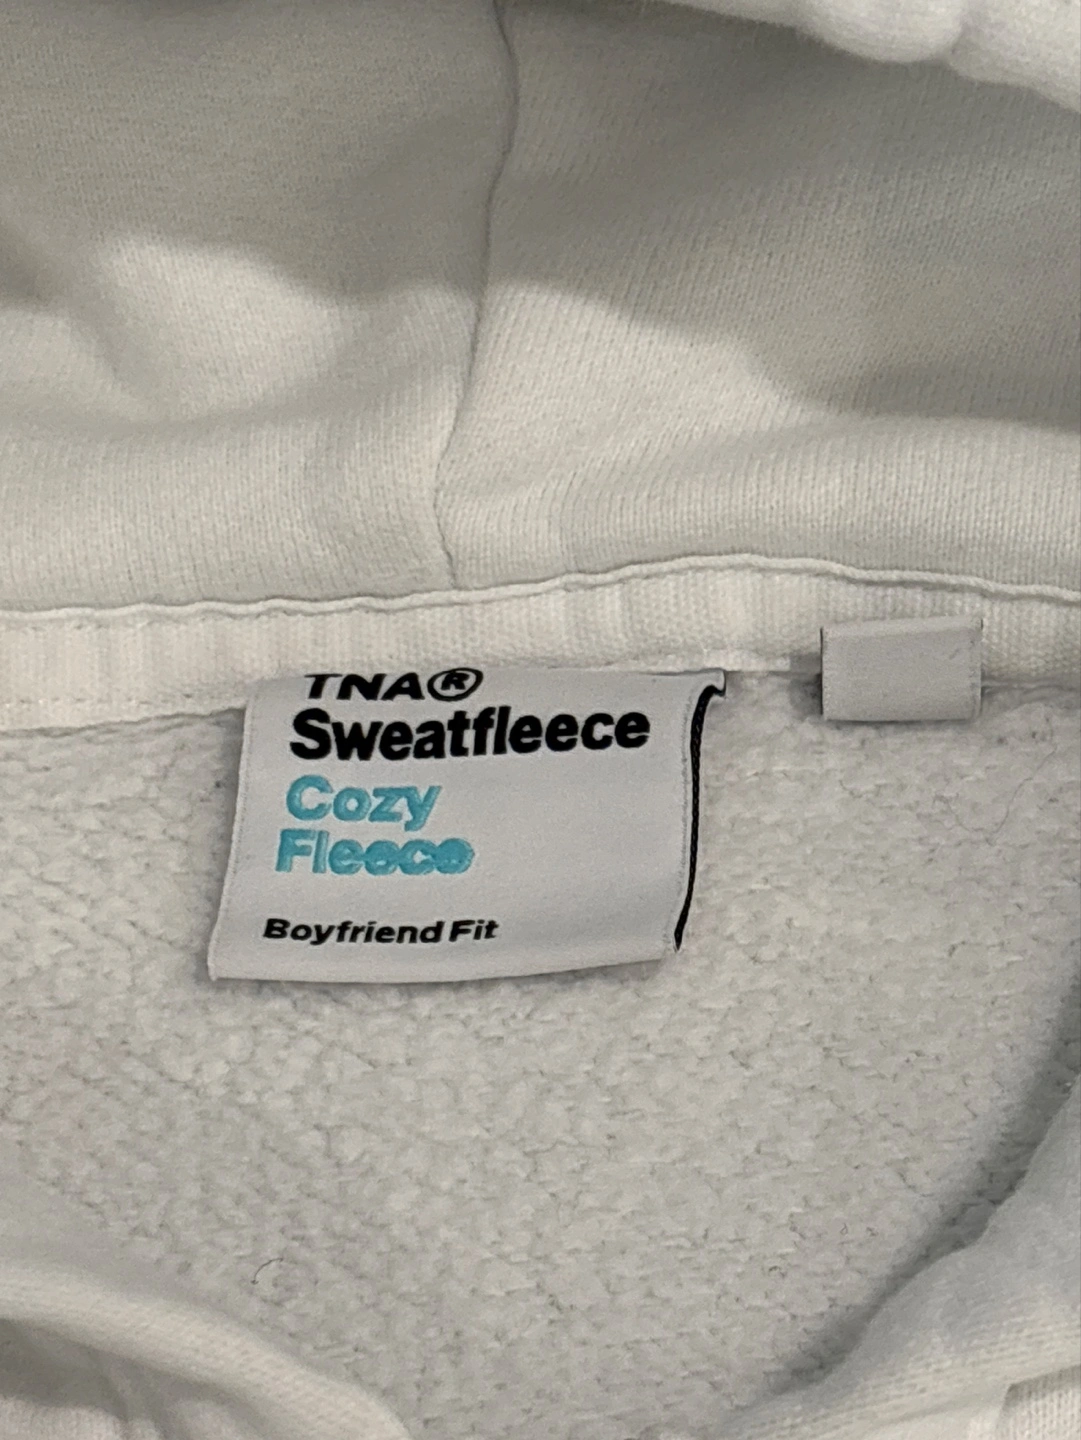 TNA®
Sweatfleece
Cozy
Fleece
Boyfriend Fit